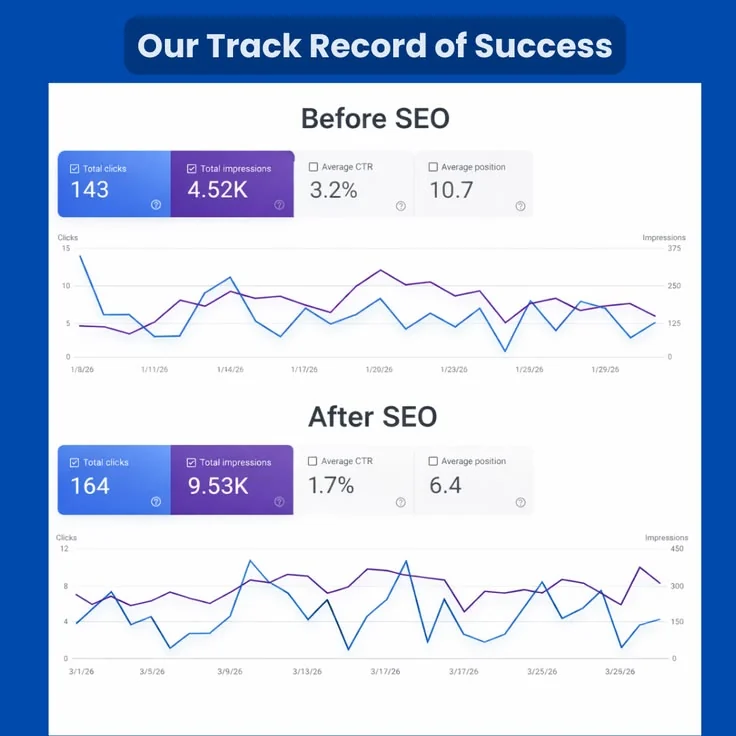 Our Track Record of Success
Before SEO
Total clicks
143
Total impressions
4.52K
Average CTR
3.2%
Average position
10.7
Clicks
Impressions
15
375
10
250
5
125
0
0
1/8/26 1/11/26 1/14/26 1/17/26 1/20/26 1/23/26 1/26/26 1/29/26
After SEO
Total clicks
164
Total impressions
9.53K
Average CTR
1.7%
Average position
6.4
Clicks
Impressions
12
450
8
300
4
150
0
0
3/1/26 3/5/26 3/9/26 3/13/26 3/17/26 3/17/26 3/25/26 3/26/26